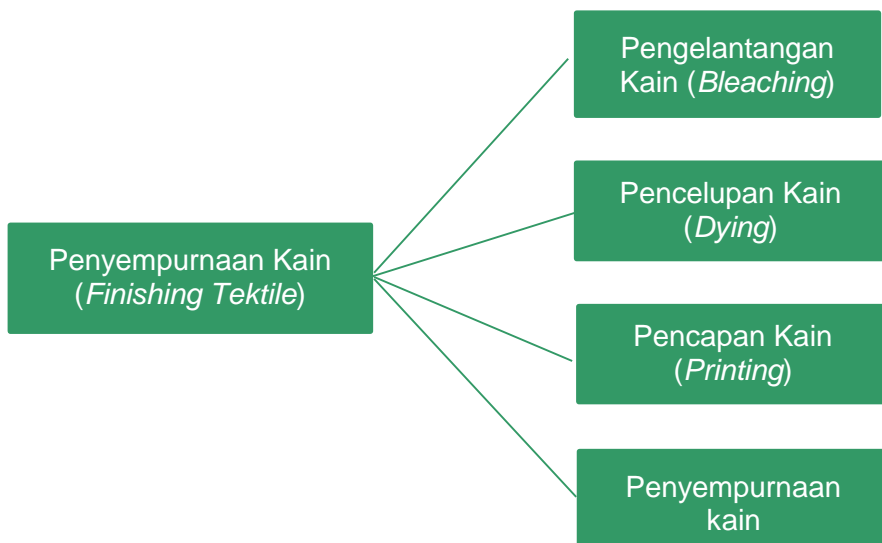 Penyempurnaan Kain
(Finishing Tektile)
Pengelantangan
Kain (Bleaching)
Pencelupan Kain
(Dying)
Pencapan Kain
(Printing)
Penyempurnaan
kain